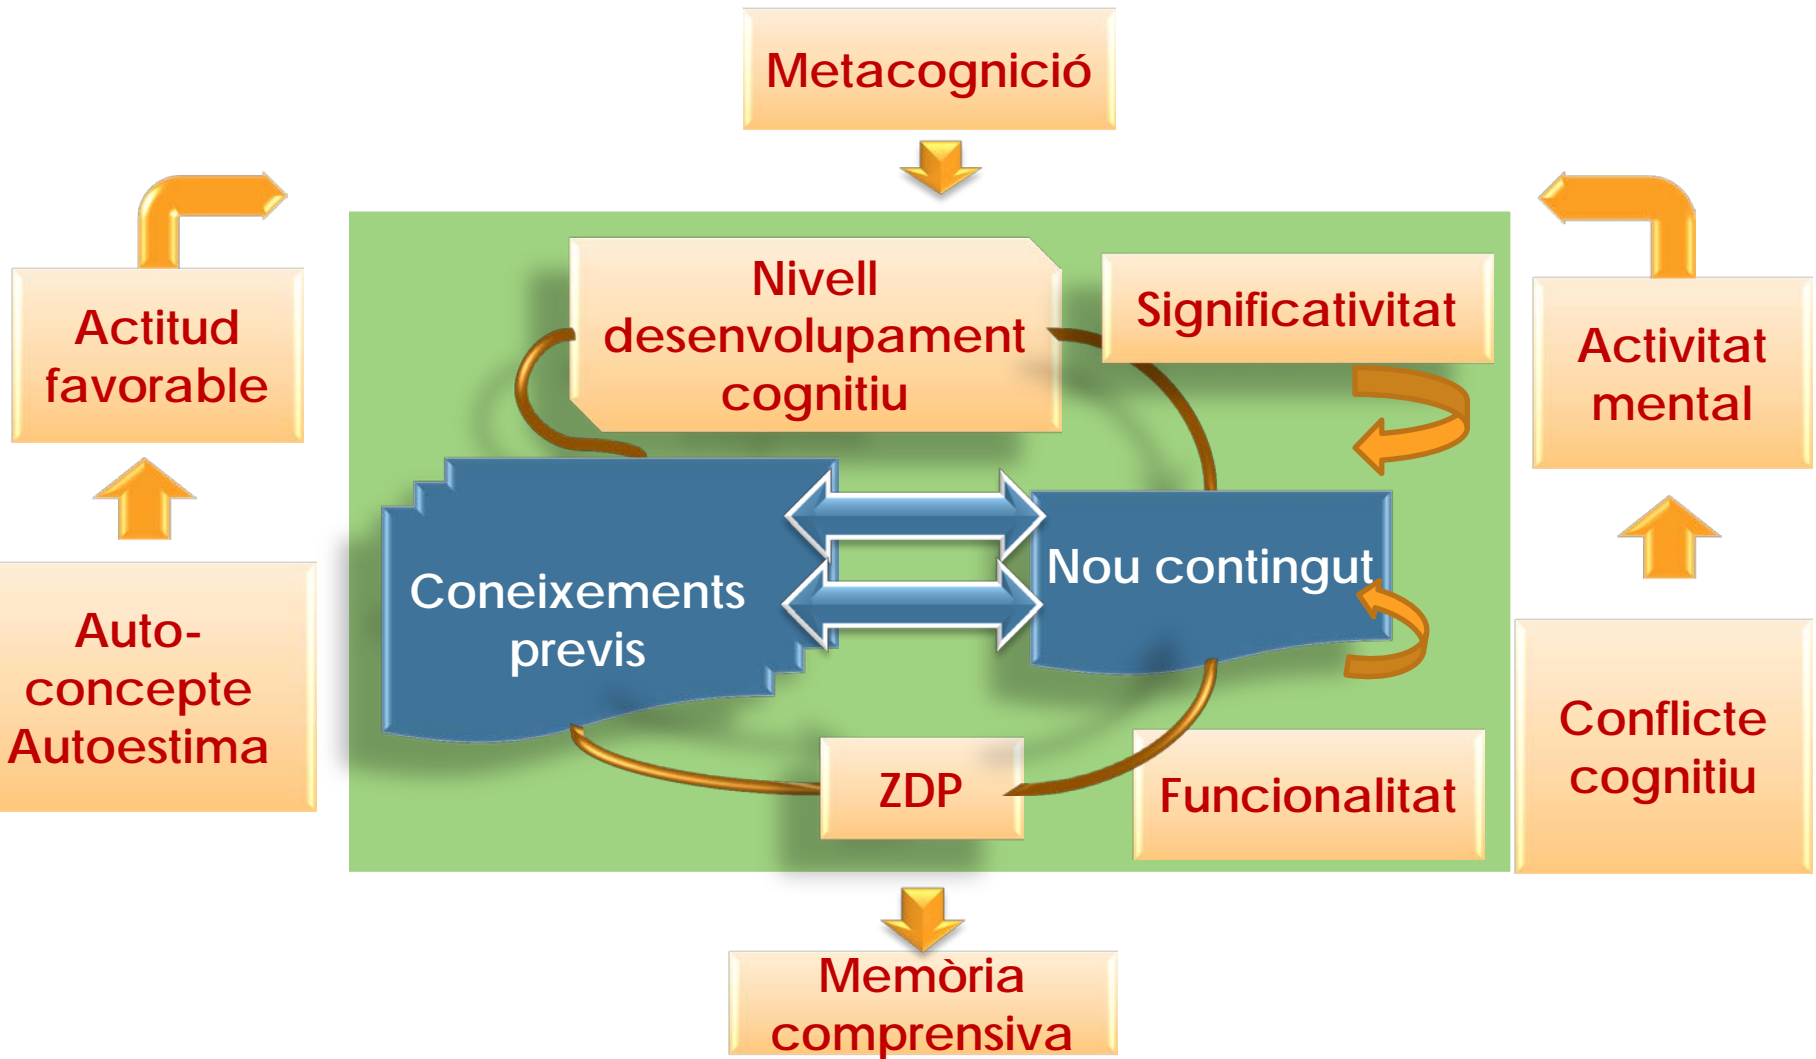 Metacognició
Nivell
desenvolupament
cognitiu
Significativitat
Actitud
favorable
Activitat
mental
Coneixements
previs
Nou contingut
Auto-
concepte
Autoestima
ZDP
Funcionalitat
Conflicte
cognitiu
Memòria
comprensiva